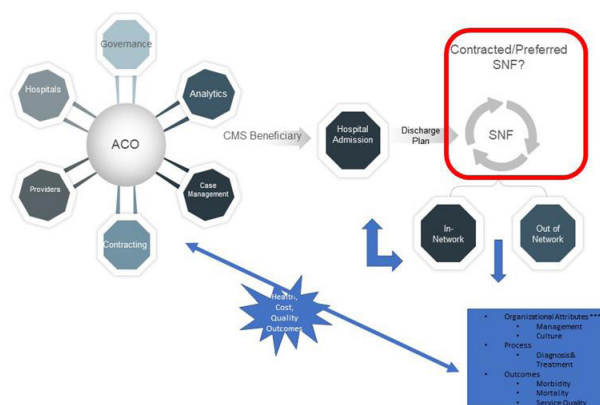 Governance
Hospitals
Analytics
ACO
Providers
Case
Management
Contracting
CMS Beneficiary
Hospital
Admission
Discharge
Plan
Contracted/Preferred
SNF?
SNF
In-
Network
Out of
Network
Health,
Cost,
Quality
Outcomes
• Organizational Attributes ***
• Management
• Culture
• Process
• Diagnosis&
Treatment
• Outcomes
• Morbidity
• Mortality
• Service Quality